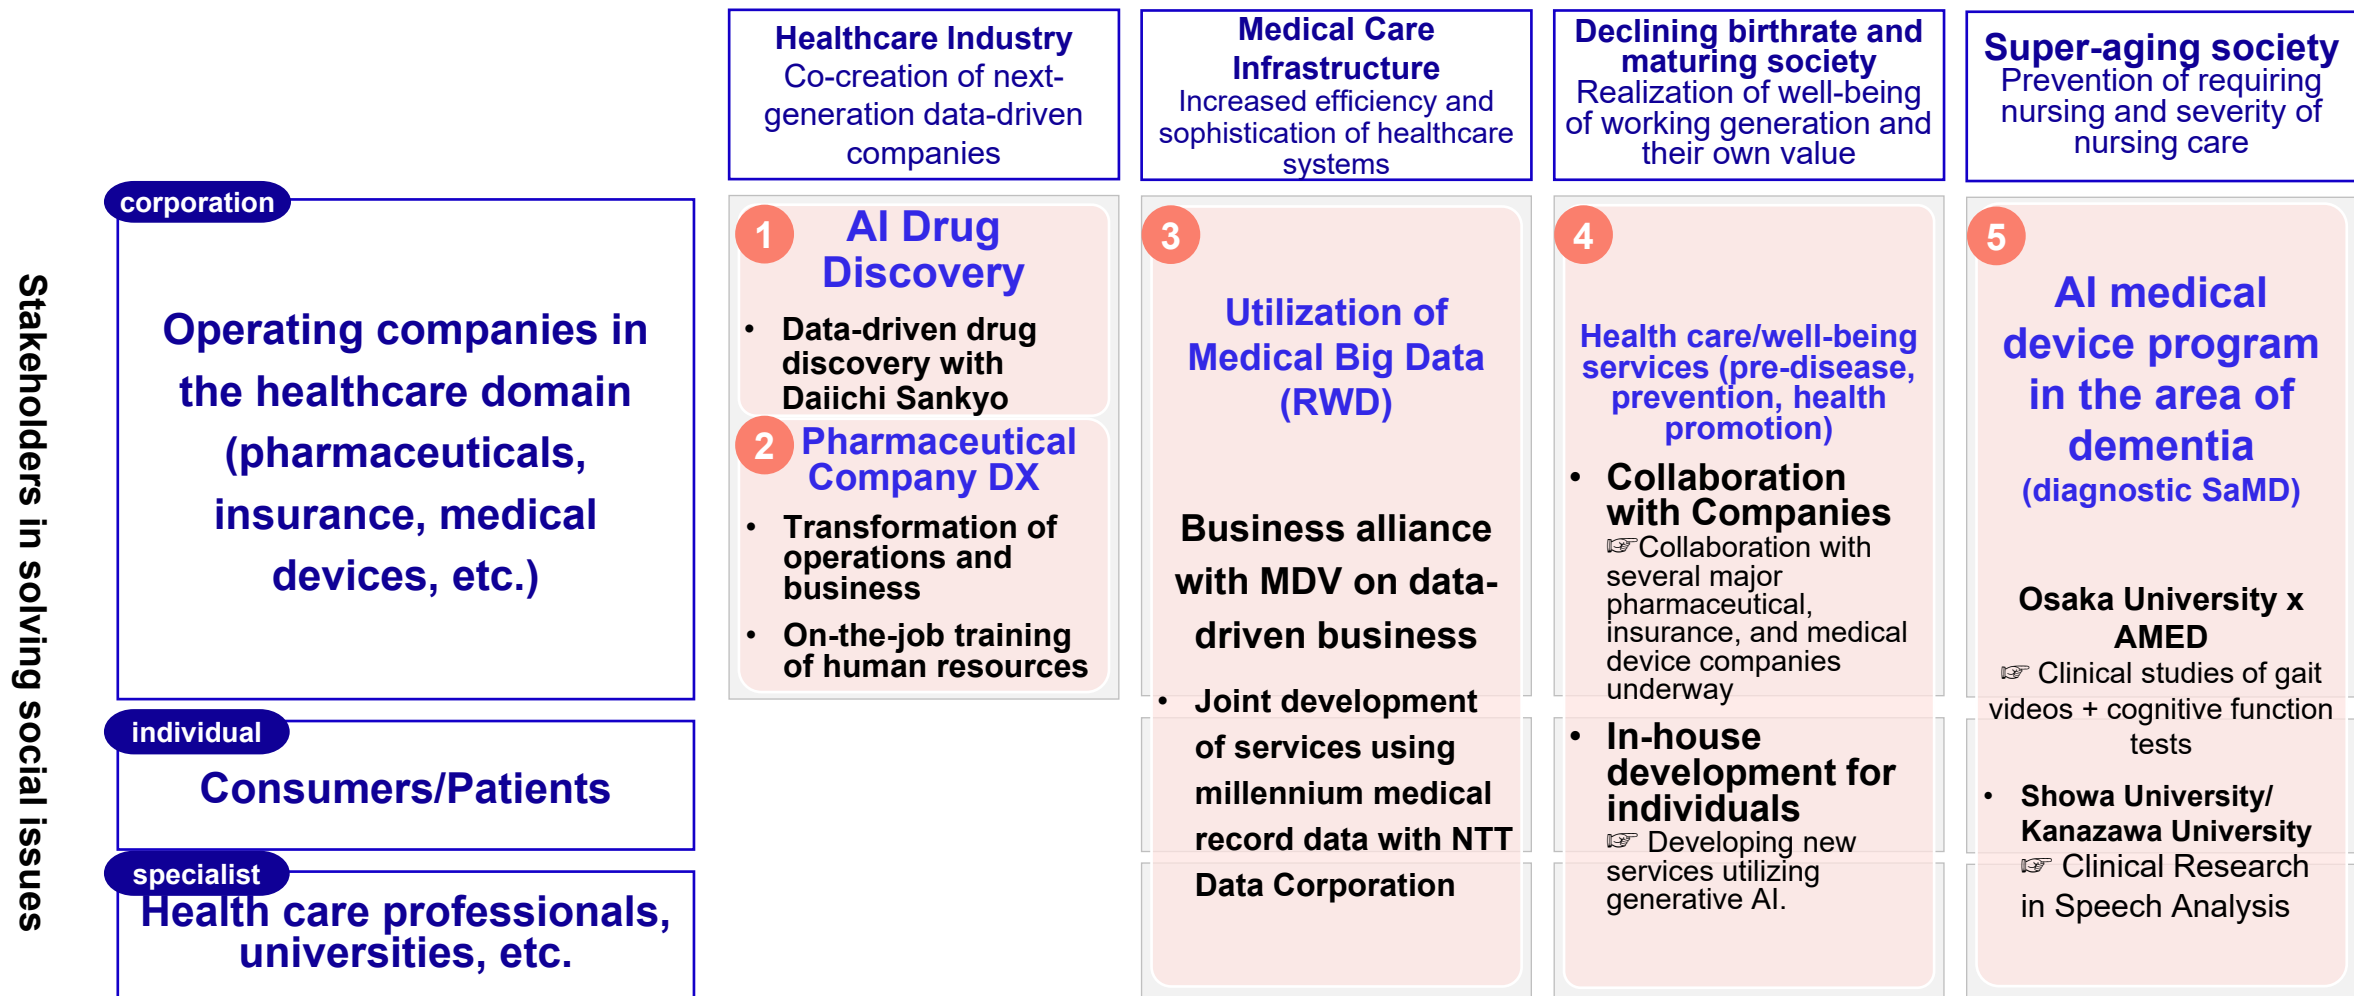 Healthcare Industry
Co-creation of next-
generation data-driven
companies
Medical Care
Infrastructure
Increased efficiency and
sophistication of healthcare
systems
Declining birthrate and
maturing society
Realization of well-being
of working generation and
their own value
Super-aging society
Prevention of requiring
nursing and severity of
nursing care
Stakeholders in solving social issues
corporation
Operating companies in
the healthcare domain
(pharmaceuticals,
insurance, medical
devices, etc.)
individual
Consumers/Patients
specialist
Health care professionals,
universities, etc.
1
AI Drug
Discovery
• Data-driven drug
discovery with
Daiichi Sankyo
2
Pharmaceutical
Company DX
• Transformation of
operations and
business
• On-the-job training
of human resources
3
Utilization of
Medical Big Data
(RWD)
Business alliance
with MDV on data-
driven business
• Joint development
of services using
millennium medical
record data with NTT
Data Corporation
4
Health care/well-being
services (pre-disease,
prevention, health
promotion)
• Collaboration
with Companies
☞Collaboration with
several major
pharmaceutical,
insurance, and medical
device companies
underway
• In-house
development for
individuals
☞ Developing new
services utilizing
generative AI.
5
AI medical
device program
in the area of
dementia
(diagnostic SaMD)
Osaka University x
AMED
☞ Clinical studies of gait
videos + cognitive function
tests
• Showa University/
Kanazawa University
☞ Clinical Research
in Speech Analysis